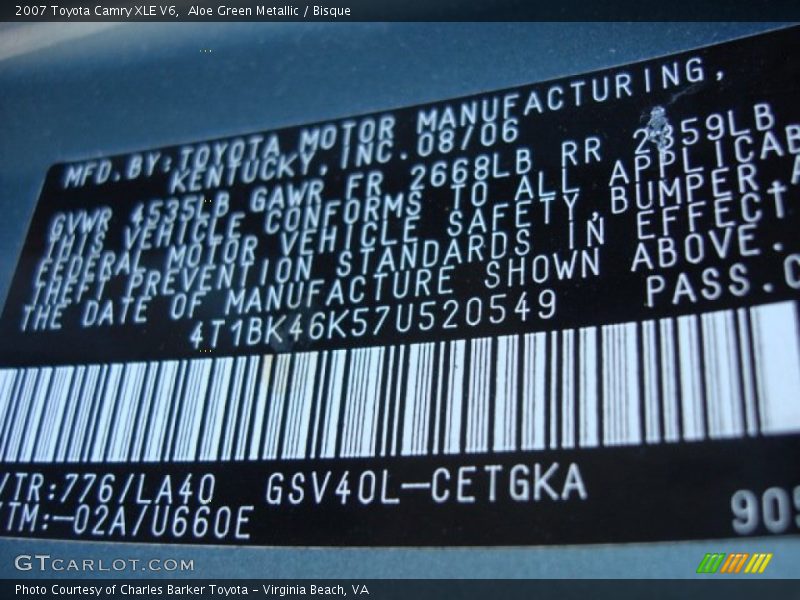 2007 Toyota Camry XLE V6,  Aloe Green Metallic / Bisque
MFD.BY:TOYOTA MOTOR MANUFACTURING,
KENTUCKY,INC.08/06
GVWR 4535LB GAWR FR 2668LB RR 2359LB
THIS VEHICLE CONFORMS TO ALL APPLICAB
FEDERAL MOTOR VEHICLE SAFETY,BUMPER,A
THEFT PREVENTION STANDARDS IN EFFECT
THE DATE OF MANUFACTURE SHOWN ABOVE.
4T1BK46K57U520549 PASS.C
/TR:776/LA40 GSV40L-CETGKA
/TM:-02A/U660E 905
GTCARLOT.COM
Photo Courtesy of Charles Barker Toyota - Virginia Beach, VA